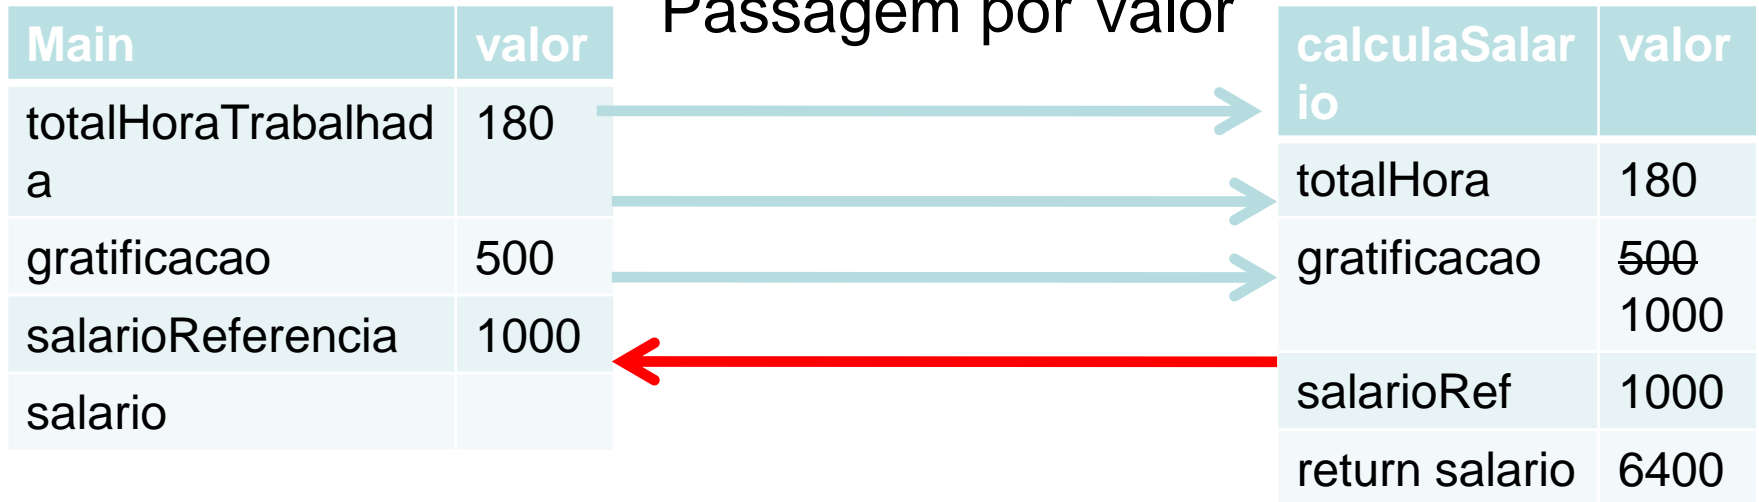 Passagem por valor
Main valor
totalHoraTrabalhad 180
a
gratificacao 500
salarioReferencia 1000
salario
calculaSalar valor
io
totalHora 180
gratificacao 500
1000
salarioRef 1000
return salario 6400